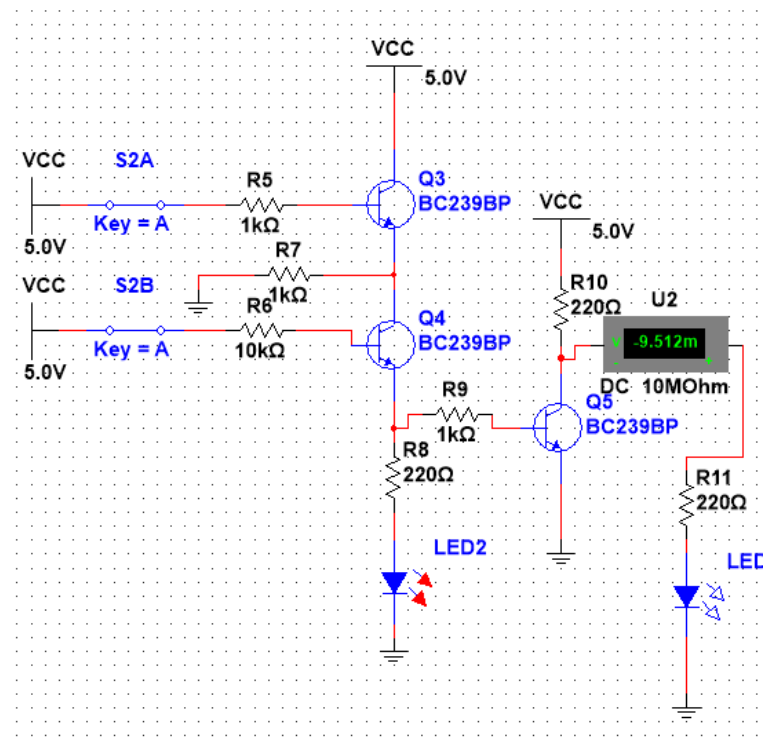 VCC
5.0V
VCC
S2A
R5
Q3
BC239BP
Key = A
1kΩ
5.0V
VCC
5.0V
R7
1kΩ
VCC
S2B
R6
Q4
BC239BP
Key = A
10kΩ
5.0V
R10
220Ω
U2
V
-9.512m
-
+
DC 10MOhm
R9
1kΩ
Q5
BC239BP
R8
220Ω
R11
220Ω
LED2
LED